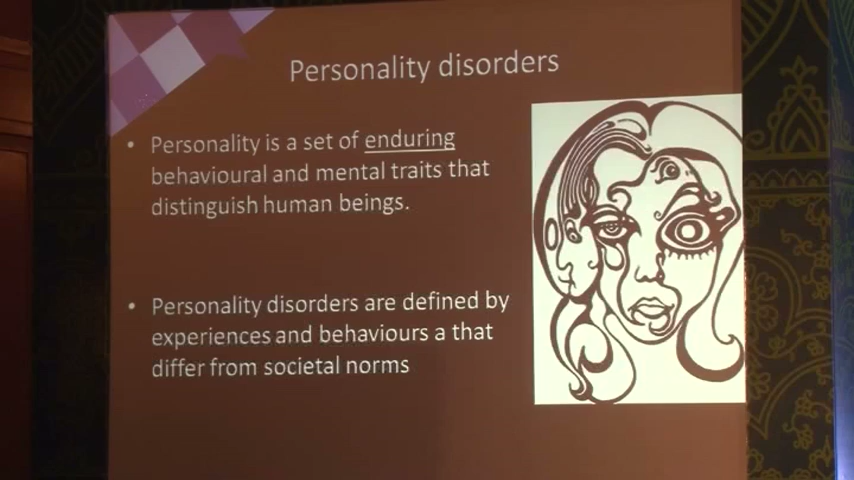 Personality disorders
• Personality is a set of enduring
behavioural and mental traits that
distinguish human beings.
• Personality disorders are defined by
experiences and behaviours a that
differ from societal norms